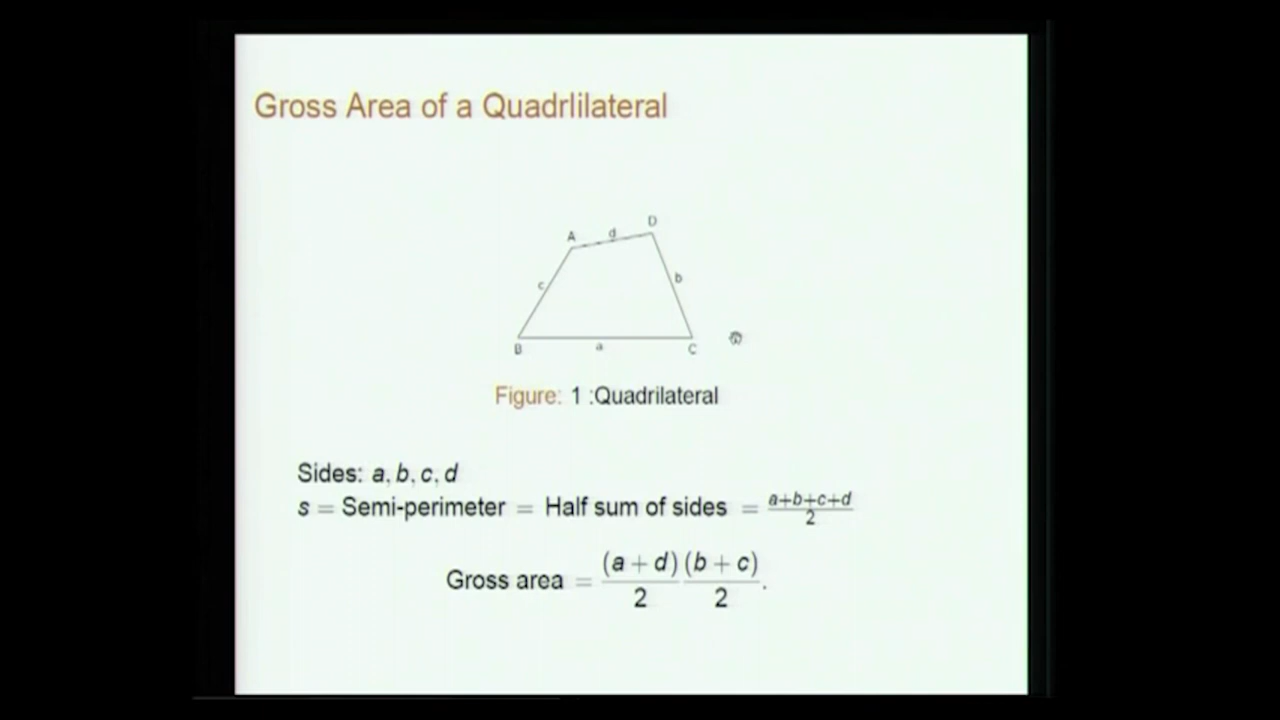 Gross Area of a Quadrlilateral
D
A
d
c
b
B
a
C
Figure: 1 :Quadrilateral
Sides: a, b, c, d
s = Semi-perimeter = Half sum of sides = a+b+c+d / 2
Gross area = (a + d) / 2 (b + c) / 2 .